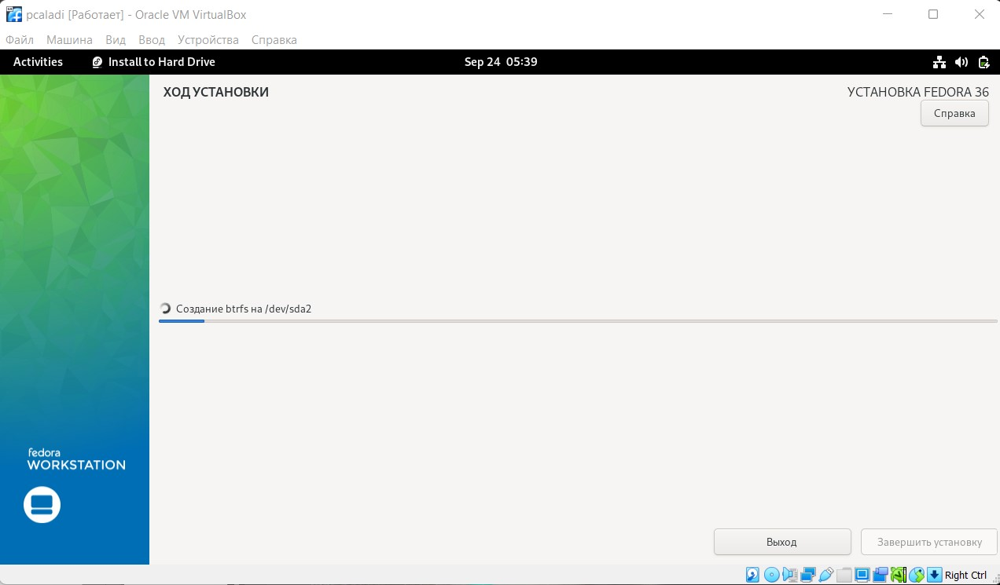 pcaladi [Работает] - Oracle VM VirtualBox
Файл Машина Вид Ввод Устройства Справка
Activities Install to Hard Drive Sep 24 05:39
ХОД УСТАНОВКИ УСТАНОВКА FEDORA 36
Справка
Создание btrfs на /dev/sda2
fedora
WORKSTATION
Выход Завершить установку
Right Ctrl